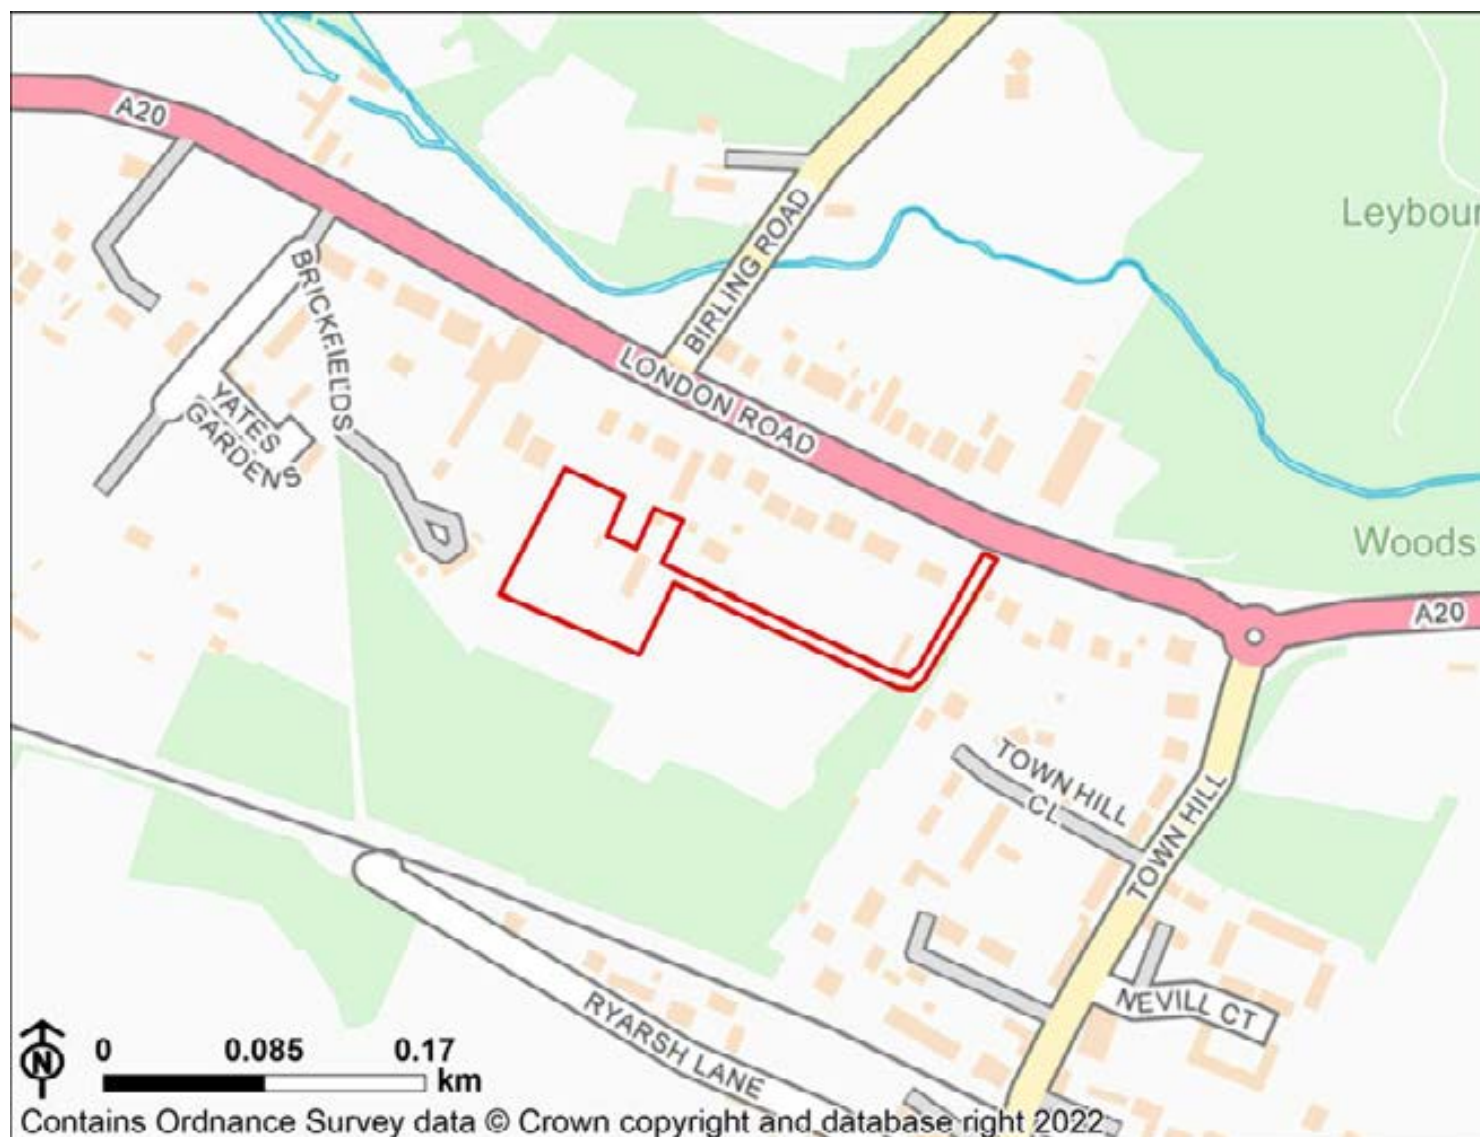 A20
BIRLING ROAD
Leybour
BRICKFIELDS
LONDON ROAD
YATES
GARDENS
Woods
A20
TOWN HILL
CL
TOWN HILL
NEVILL CT
RYARSH LANE
N
0 0.085 0.17
km
Contains Ordnance Survey data © Crown copyright and database right 2022